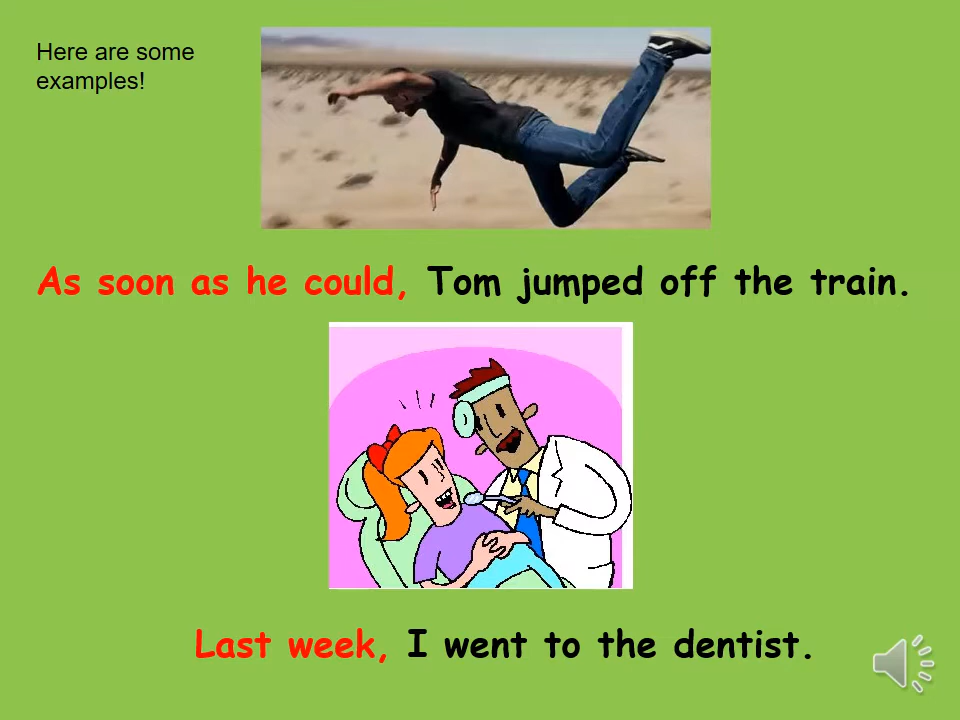 Here are some
examples!
As soon as he could, Tom jumped off the train.
Last week, I went to the dentist.